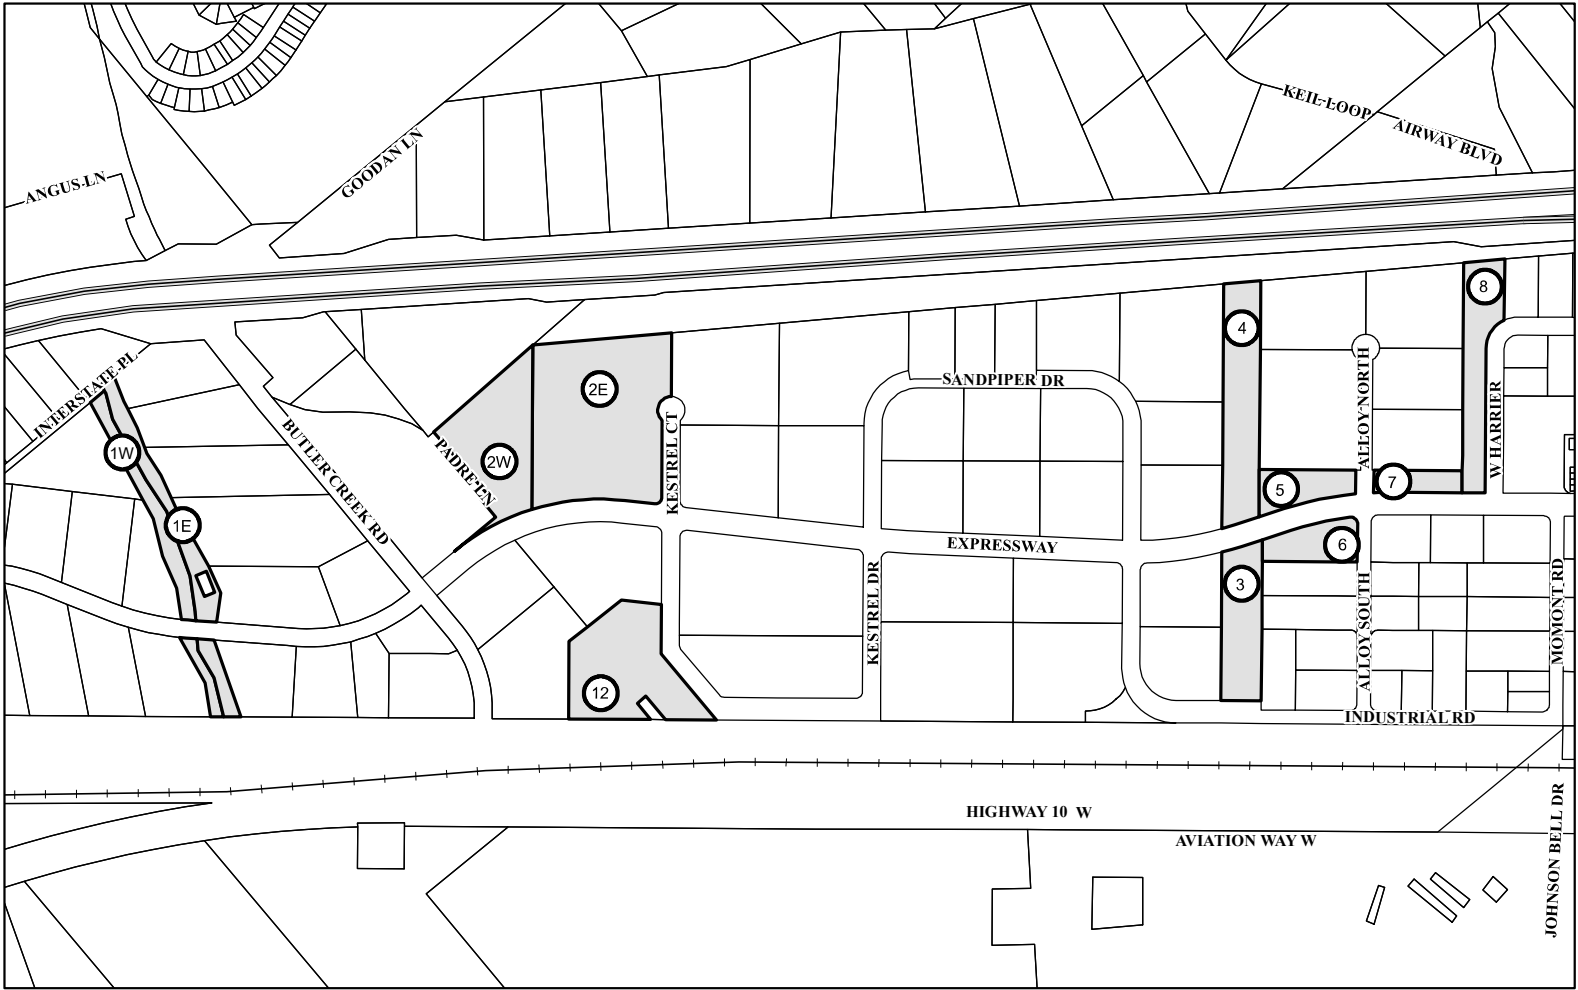 KEIL LOOP
AIRWAY BLVD
GOODAN LN
ANGUS LN
8
4
INTERSTATE PL
2E
SANDPIPER DR
ALLOY NORTH
W HARRIER
BUTLER CREEK RD
PADRE LN
KESTREL CT
1W
2W
5
7
1E
EXPRESSWAY
6
3
KESTREL DR
ALLOY SOUTH
MOMONT RD
12
INDUSTRIAL RD
HIGHWAY 10 W
AVIATION WAY W
JOHNSON BELL DR